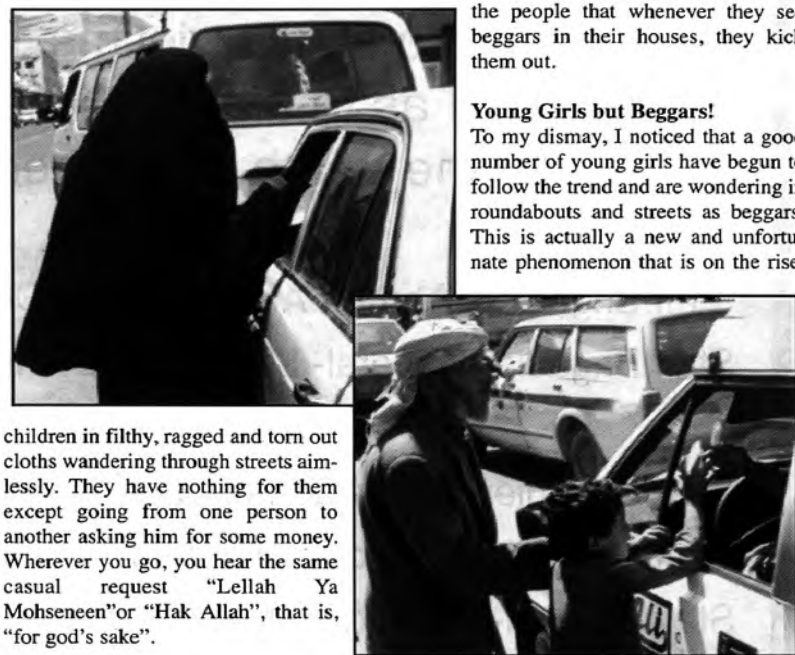 children in filthy, ragged and torn out
cloths wandering through streets aim-
lessly. They have nothing for them
except going from one person to
another asking him for some money.
Wherever you go, you hear the same
casual request "Lellah Ya
Mohseneen"or "Hak Allah", that is,
"for god's sake".
the people that whenever they see
beggars in their houses, they kick
them out.
Young Girls but Beggars!
To my dismay, I noticed that a good
number of young girls have begun to
follow the trend and are wondering in
roundabouts and streets as beggars
This is actually a new and unfortu
nate phenomenon that is on the rise